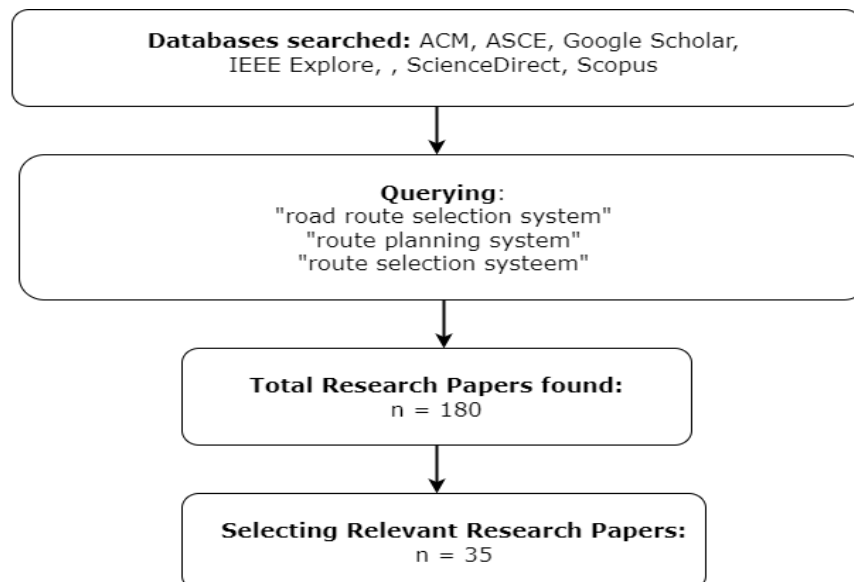 Databases searched: ACM, ASCE, Google Scholar,
IEEE Explore, , ScienceDirect, Scopus
Querying:
"road route selection system"
"route planning system"
"route selection systeem"
Total Research Papers found:
n = 180
Selecting Relevant Research Papers:
n = 35